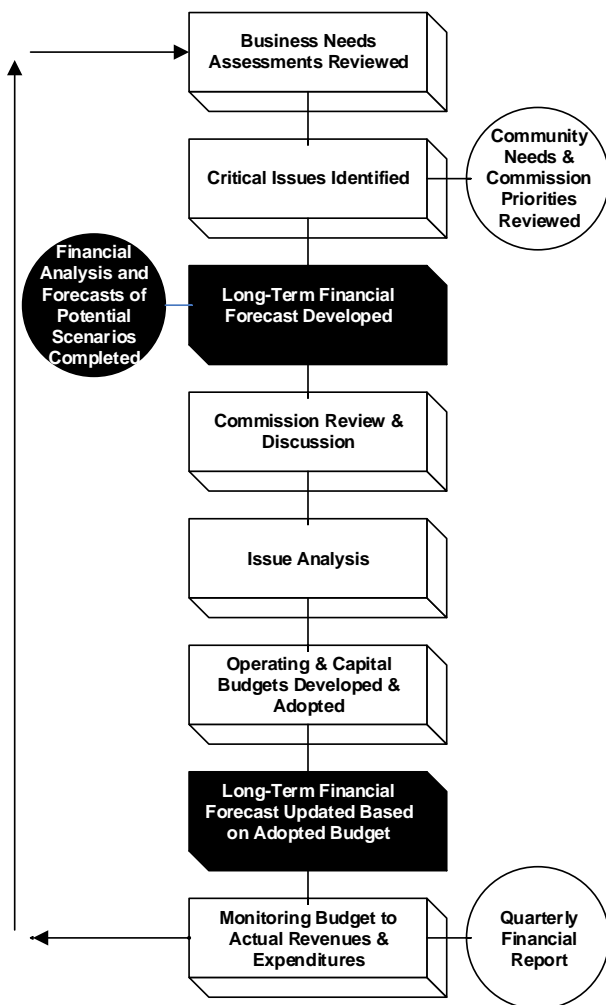 Business Needs
Assessments Reviewed
Critical Issues Identified
Community
Needs &
Commission
Priorities
Reviewed
Financial
Analysis and
Forecasts of
Potential
Scenarios
Completed
Long-Term Financial
Forecast Developed
Commission Review &
Discussion
Issue Analysis
Operating & Capital
Budgets Developed &
Adopted
Long-Term Financial
Forecast Updated Based
on Adopted Budget
Monitoring Budget to
Actual Revenues &
Expenditures
Quarterly
Financial
Report